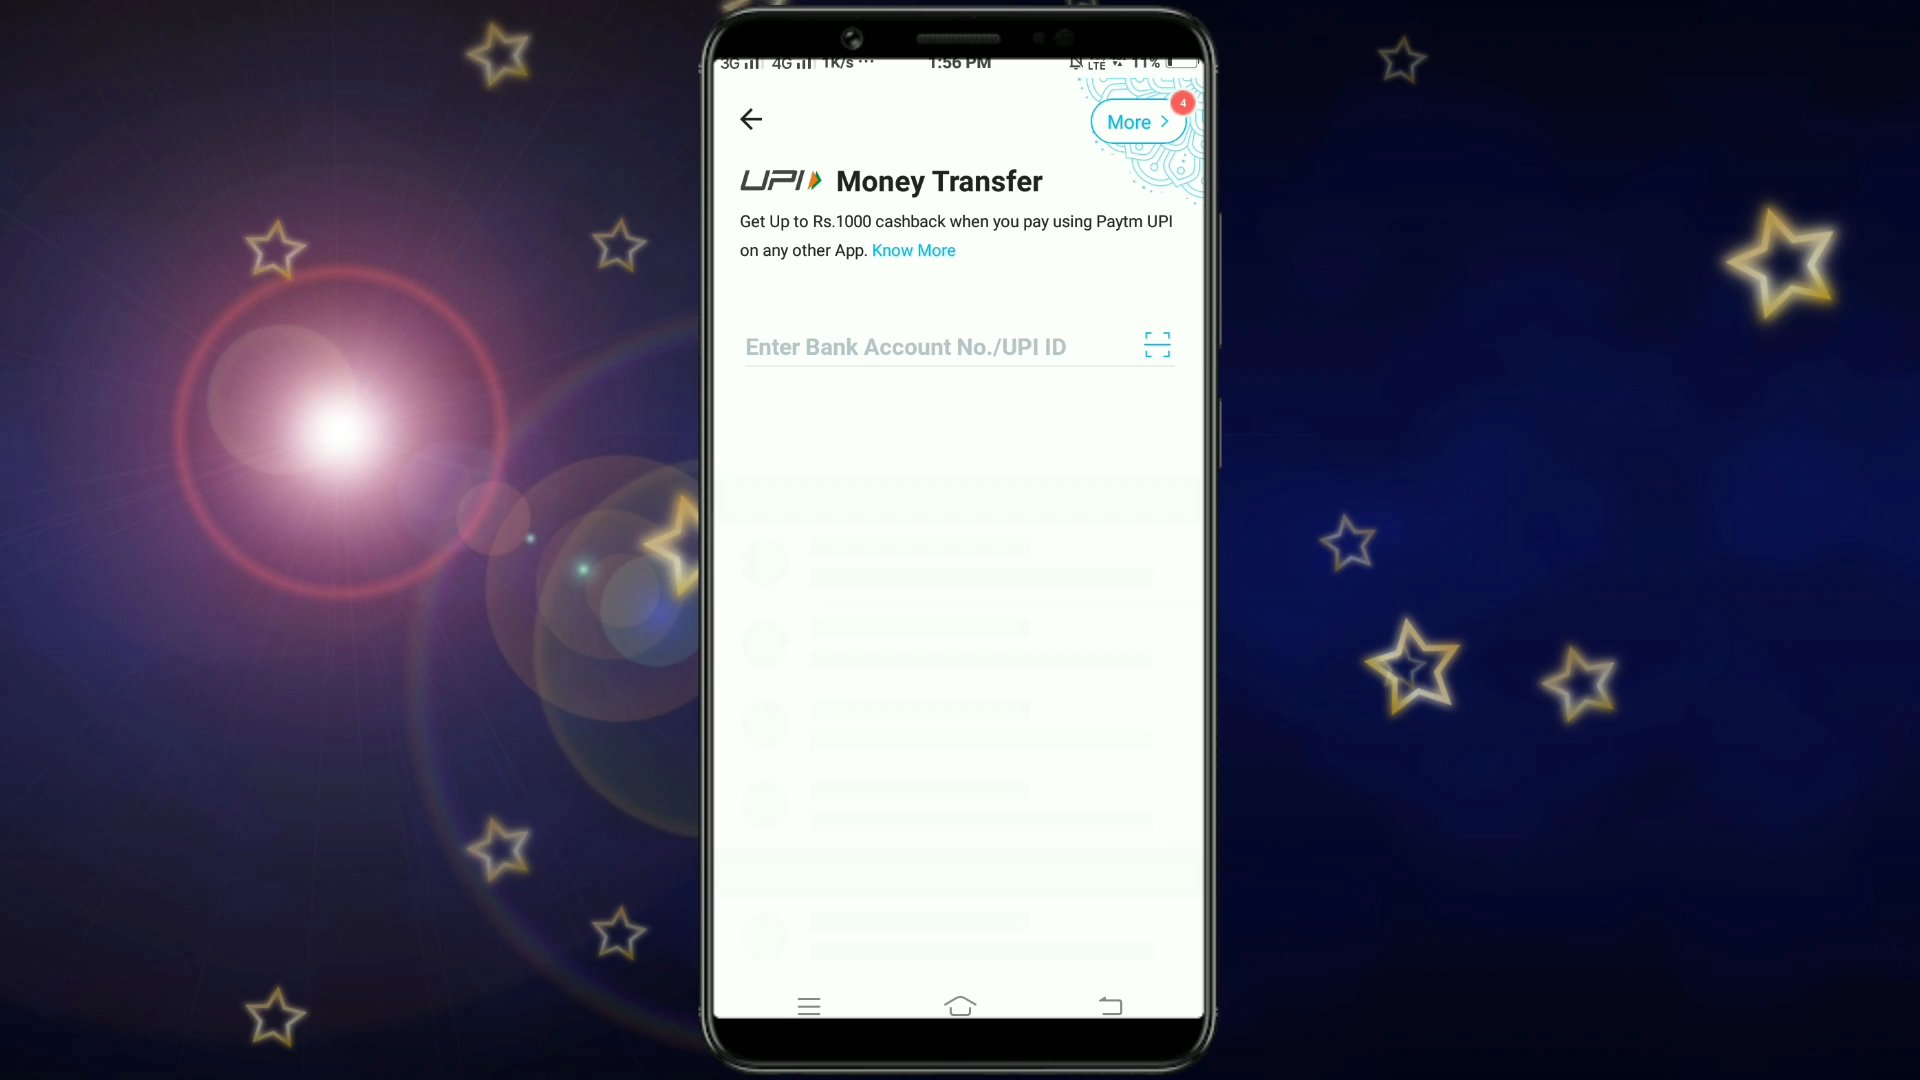 3G 4G 1K/s ... 1:56 PM LTE 11%
More
4
UPI Money Transfer
Get Up to Rs.1000 cashback when you pay using Paytm UPI
on any other App. Know More
Enter Bank Account No./UPI ID